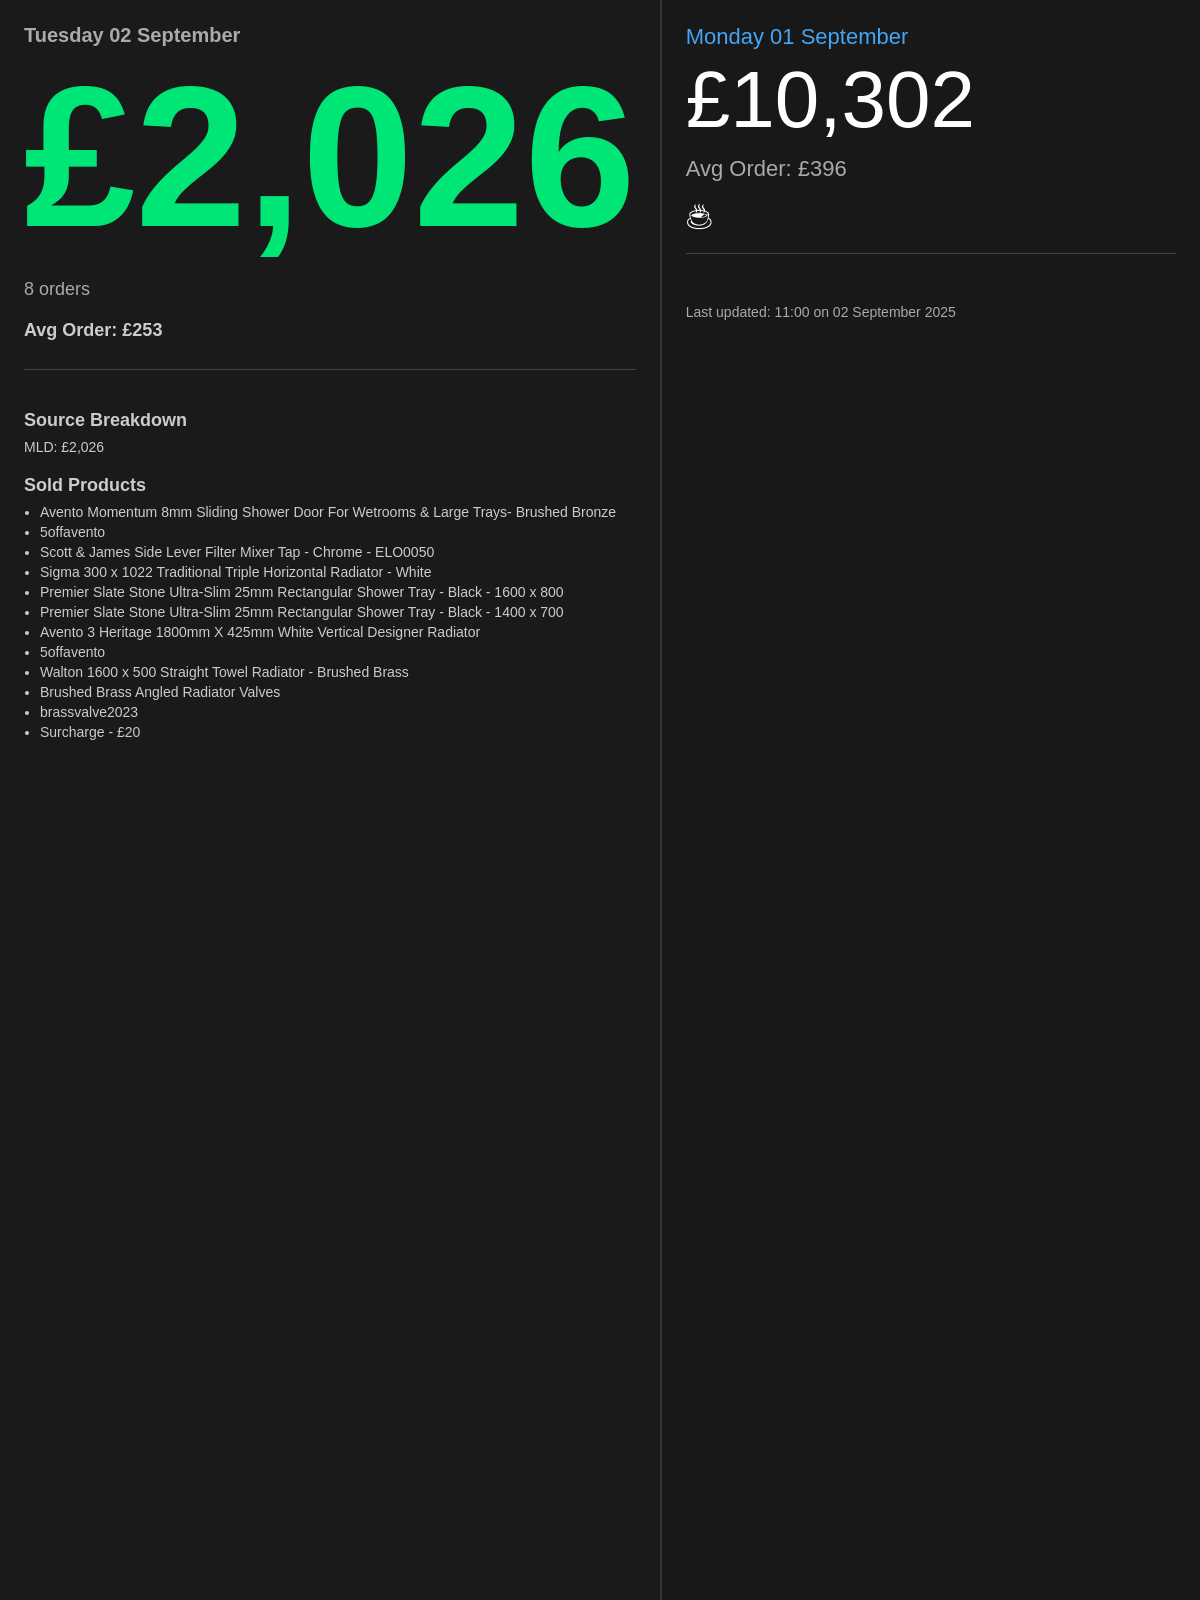 Tuesday 02 September
£2,026
8 orders
Avg Order: £253
Source Breakdown
MLD: £2,026
Sold Products
• Avento Momentum 8mm Sliding Shower Door For Wetrooms & Large Trays- Brushed Bronze
• 5offavento
• Scott & James Side Lever Filter Mixer Tap - Chrome - ELO0050
• Sigma 300 x 1022 Traditional Triple Horizontal Radiator - White
• Premier Slate Stone Ultra-Slim 25mm Rectangular Shower Tray - Black - 1600 x 800
• Premier Slate Stone Ultra-Slim 25mm Rectangular Shower Tray - Black - 1400 x 700
• Avento 3 Heritage 1800mm X 425mm White Vertical Designer Radiator
• 5offavento
• Walton 1600 x 500 Straight Towel Radiator - Brushed Brass
• Brushed Brass Angled Radiator Valves
• brassvalve2023
• Surcharge - £20
Monday 01 September
£10,302
Avg Order: £396
☕
Last updated: 11:00 on 02 September 2025